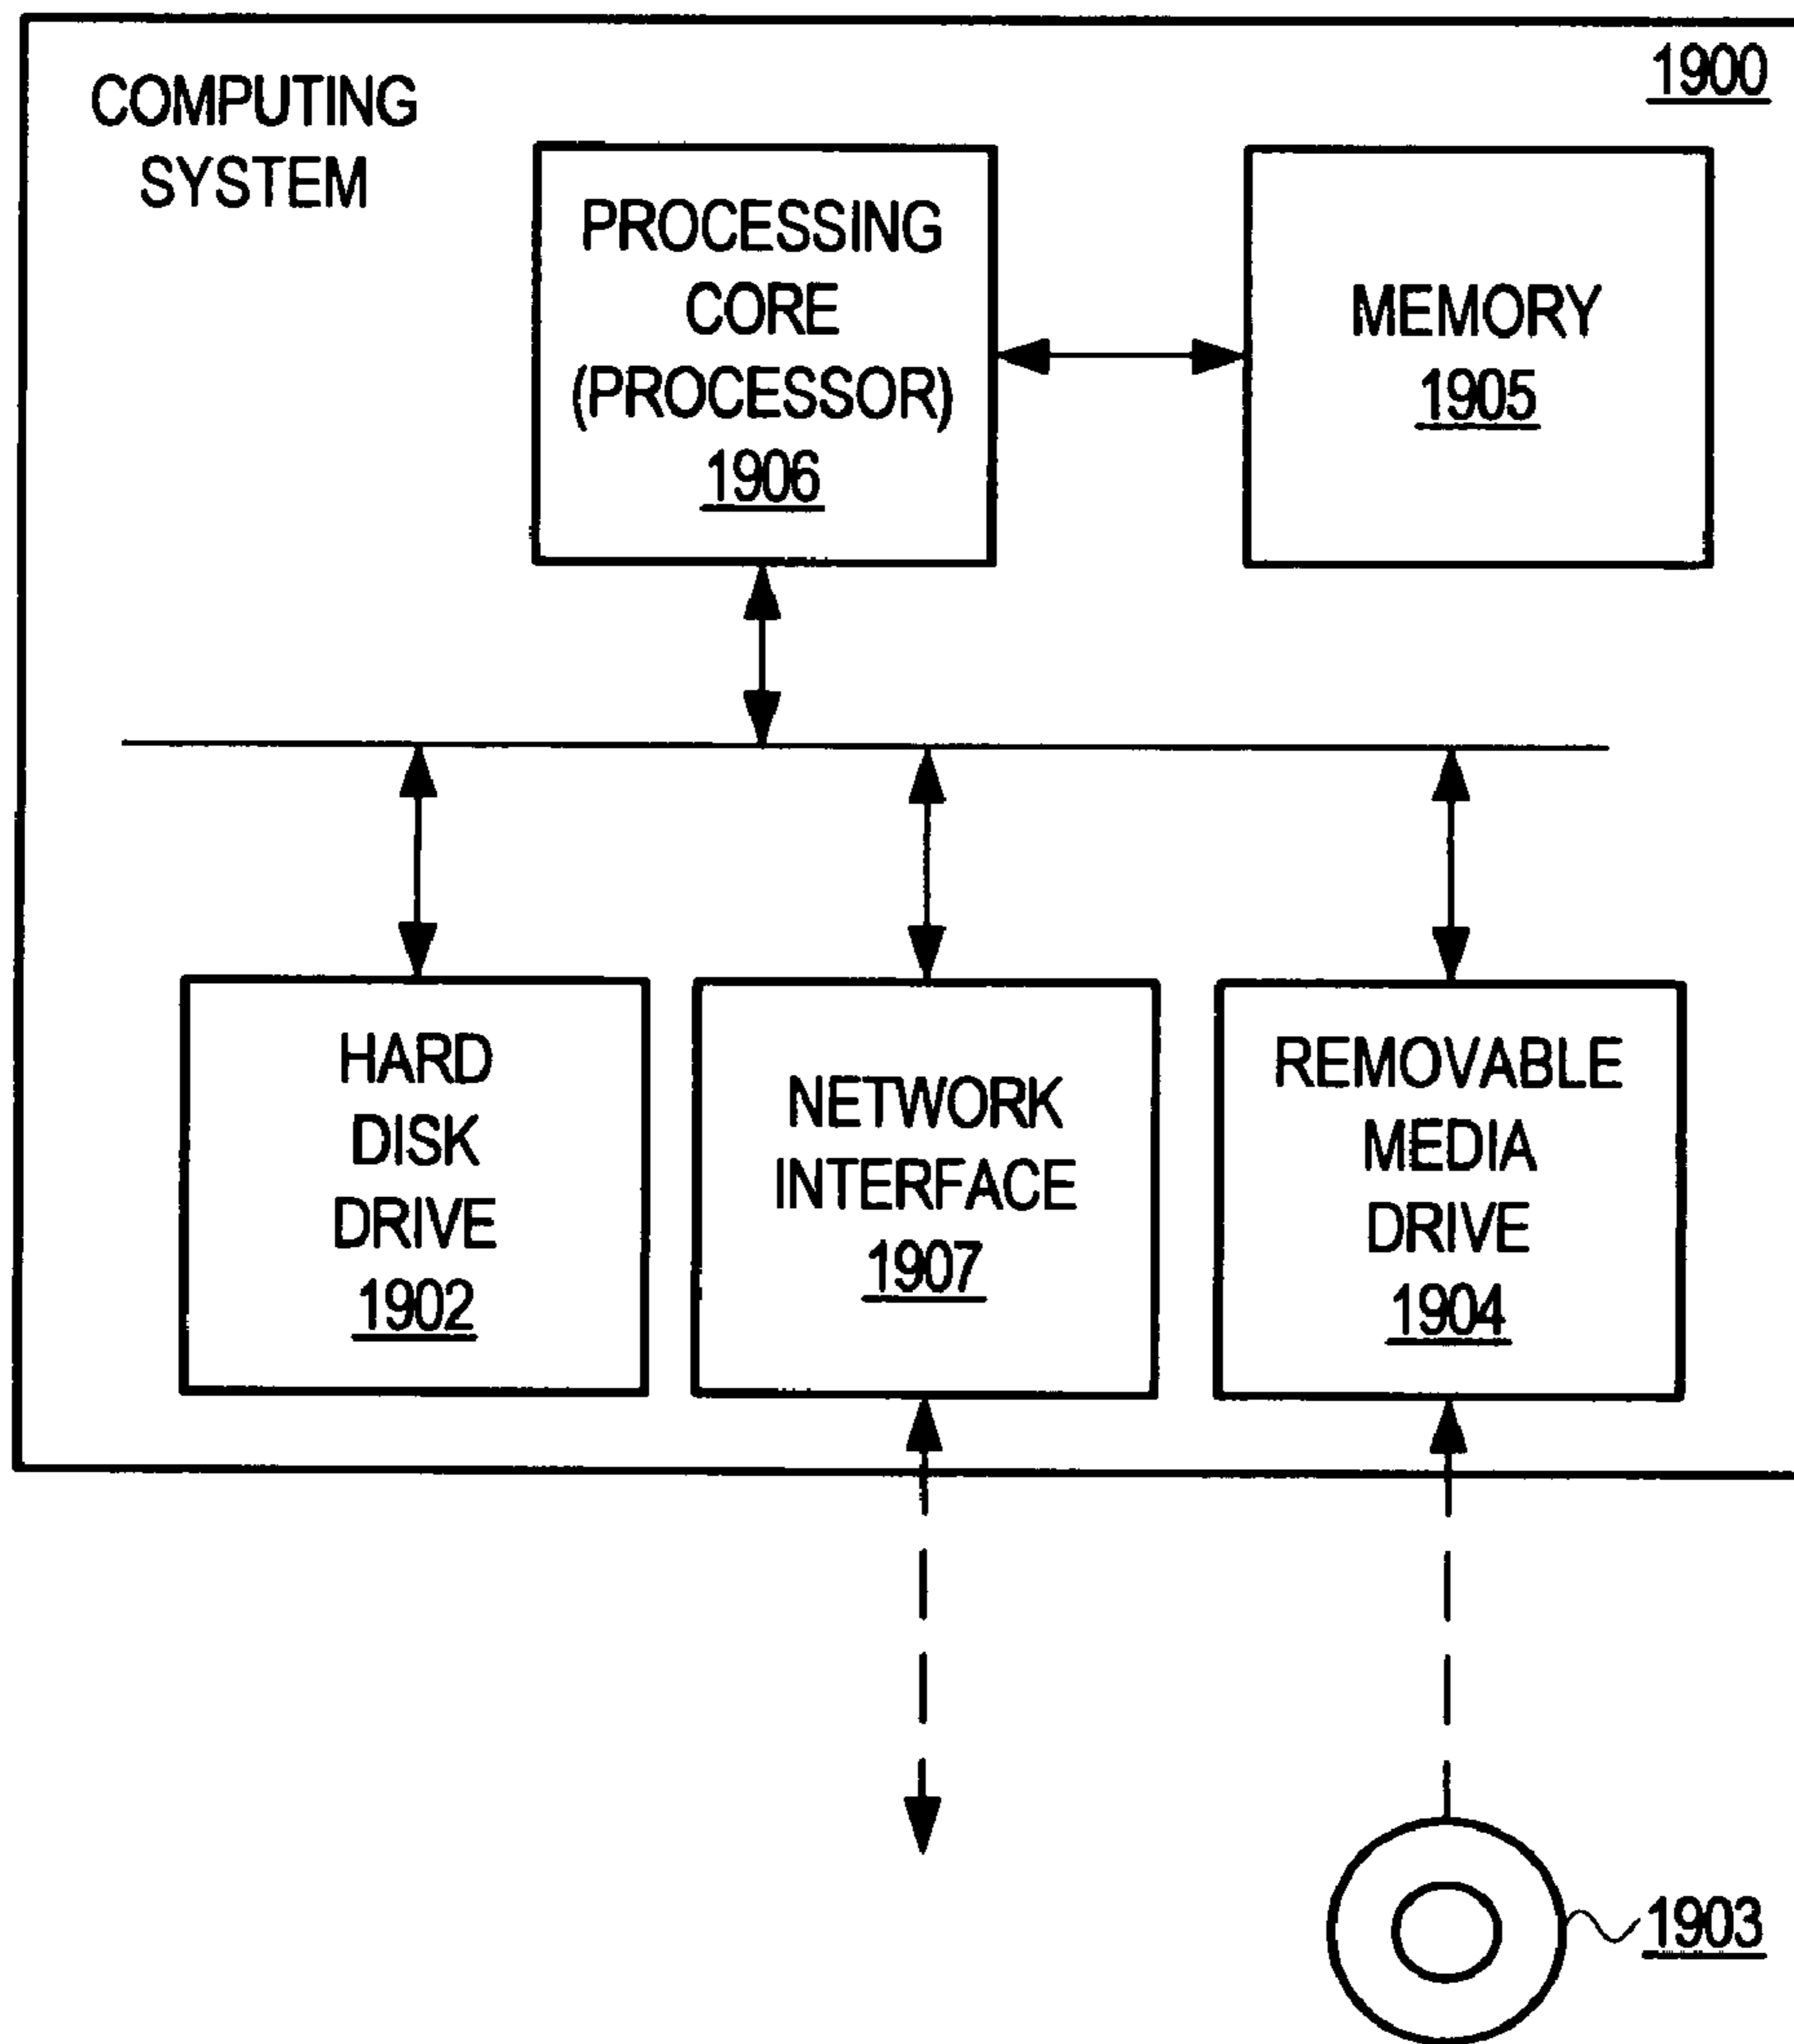 1900
COMPUTING
SYSTEM
PROCESSING
CORE
(PROCESSOR)
1906
MEMORY
1905
HARD
DISK
DRIVE
1902
NETWORK
INTERFACE
1907
REMOVABLE
MEDIA
DRIVE
1904
1903